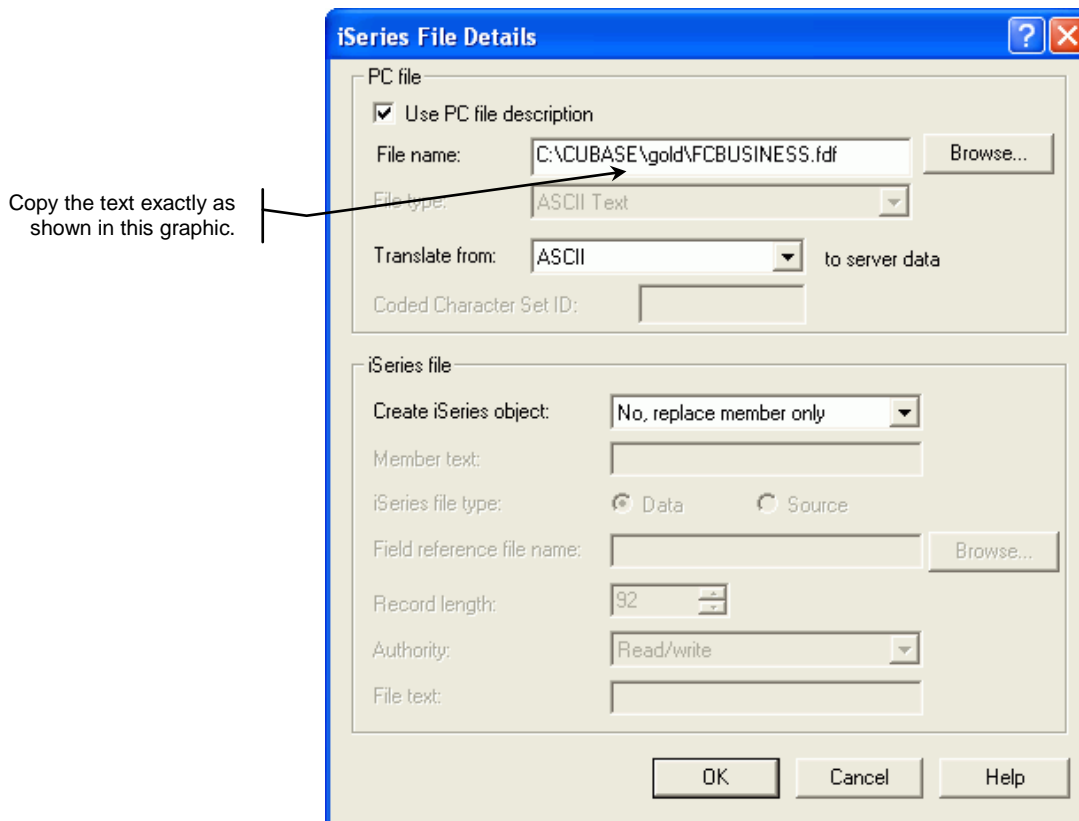 iSeries File Details
PC file
Use PC file description
File name: C:\CUBASE\gold\FCBUSINESS.fdf Browse...
Copy the text exactly as
shown in this graphic.
File type: ASCII Text
Translate from: ASCII to server data
Coded Character Set ID:
iSeries file
Create iSeries object: No, replace member only
Member text:
iSeries file type: Data Source
Field reference file name: Browse...
Record length: 92
Authority: Read/write
File text:
OK Cancel Help